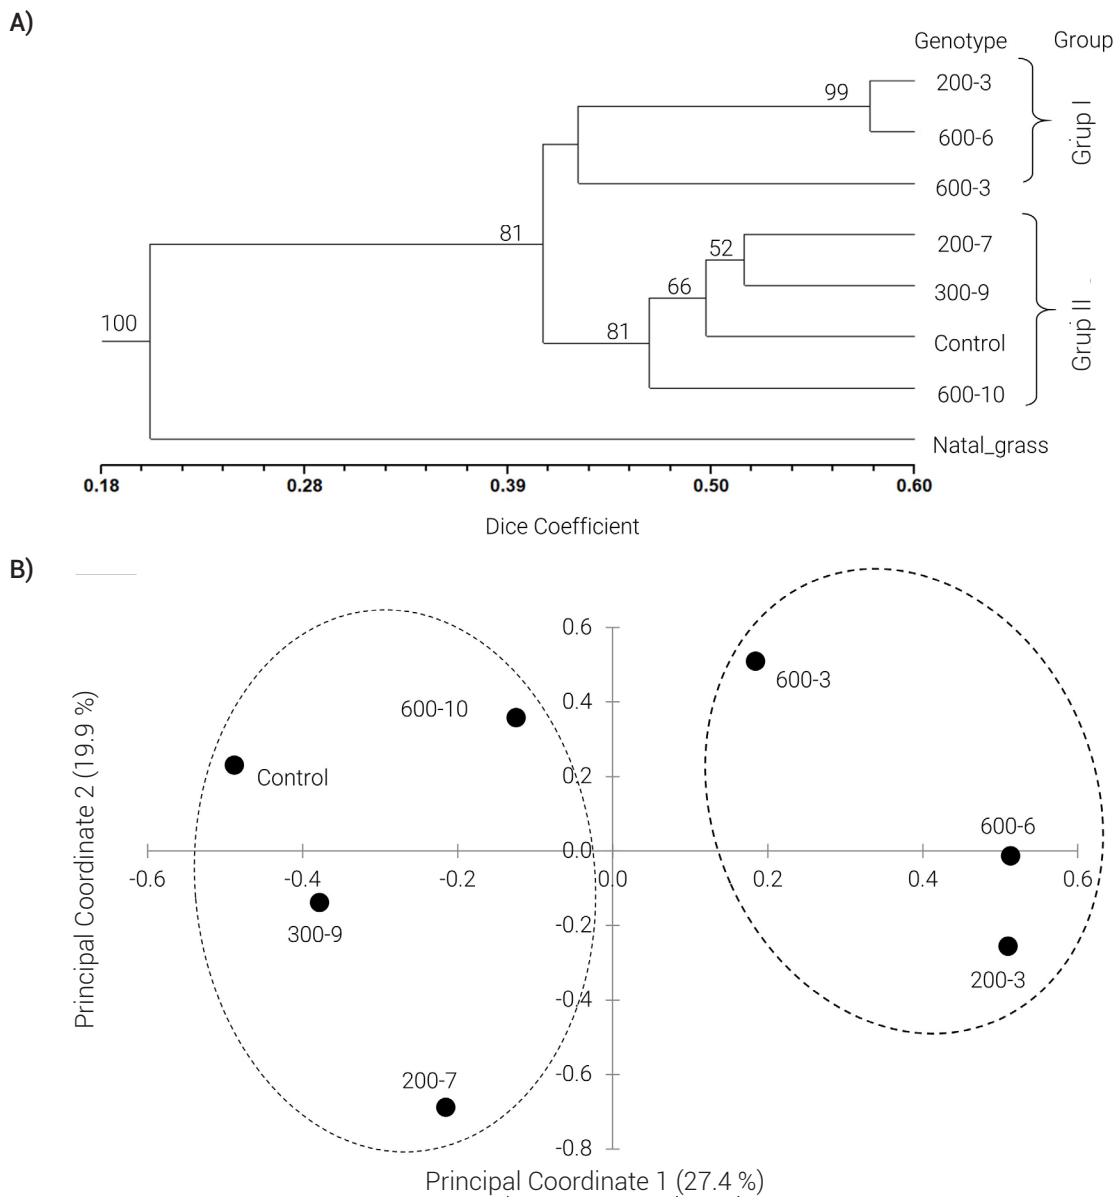 A)
Genotype Group
200-3
99
600-6
Grup I
600-3
81
200-7
52
300-9
66
Grup II
100
81
Control
600-10
Natal_grass
0.18 0.28 0.39 0.50 0.60
Dice Coefficient
B)
0.6
600-3
0.4
600-10
Control
0.2
600-6
0.0
-0.6 -0.4 -0.2 0.0 0.2 0.4 0.6
-0.2
300-9
200-3
-0.4
-0.6
200-7
-0.8
Principal Coordinate 2 (19.9 %)
Principal Coordinate 1 (27.4 %)